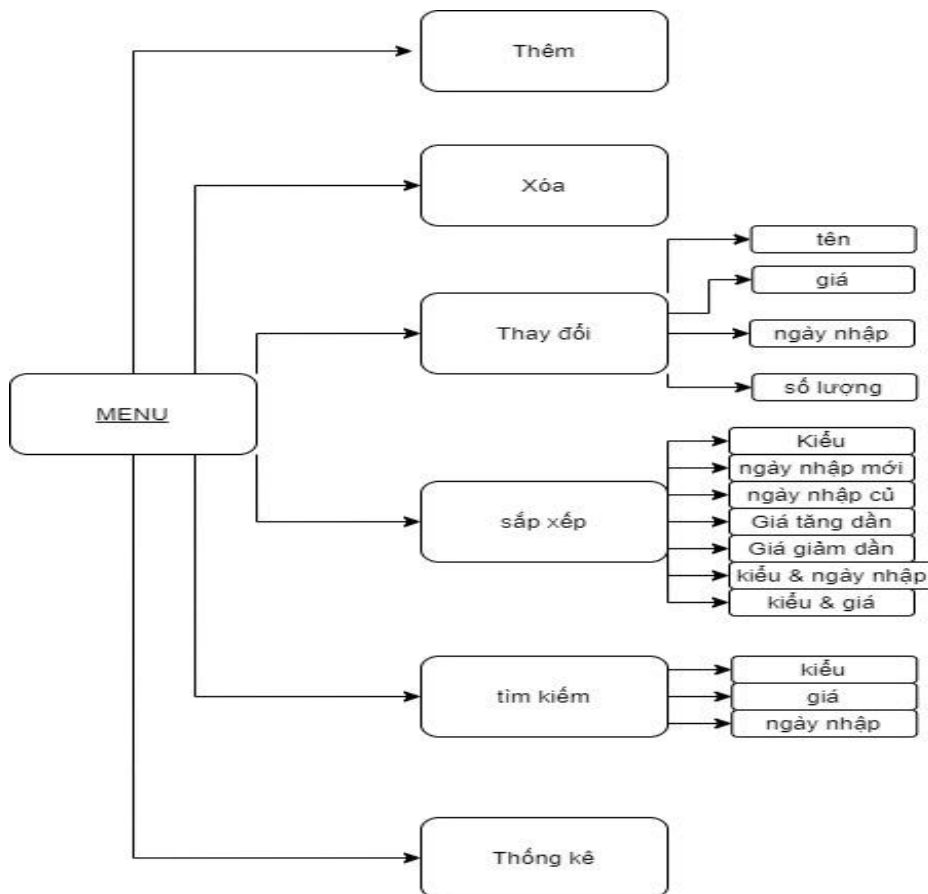 Thêm
Xóa
tên
giá
Thay đổi
ngày nhập
số lượng
MENU
Kiểu
ngày nhập mới
ngày nhập củ
sắp xếp
Giá tăng dần
Giá giảm dần
kiểu & ngày nhập
kiểu & giá
kiểu
tìm kiếm
giá
ngày nhập
Thống kê